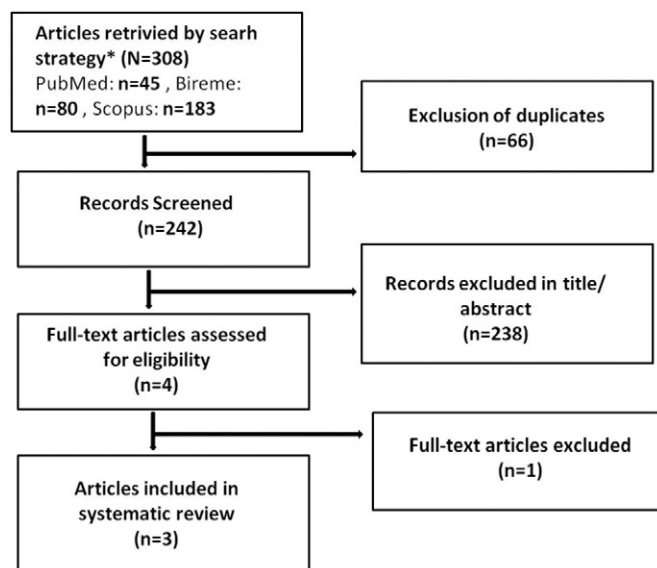 Articles retrivied by searh
strategy* (N=308)
PubMed: n=45 , Bireme:
n=80 , Scopus: n=183
Exclusion of duplicates
(n=66)
Records Screened
(n=242)
Records excluded in title/
abstract
(n=238)
Full-text articles assessed
for eligibility
(n=4)
Full-text articles excluded
(n=1)
Articles included in
systematic review
(n=3)